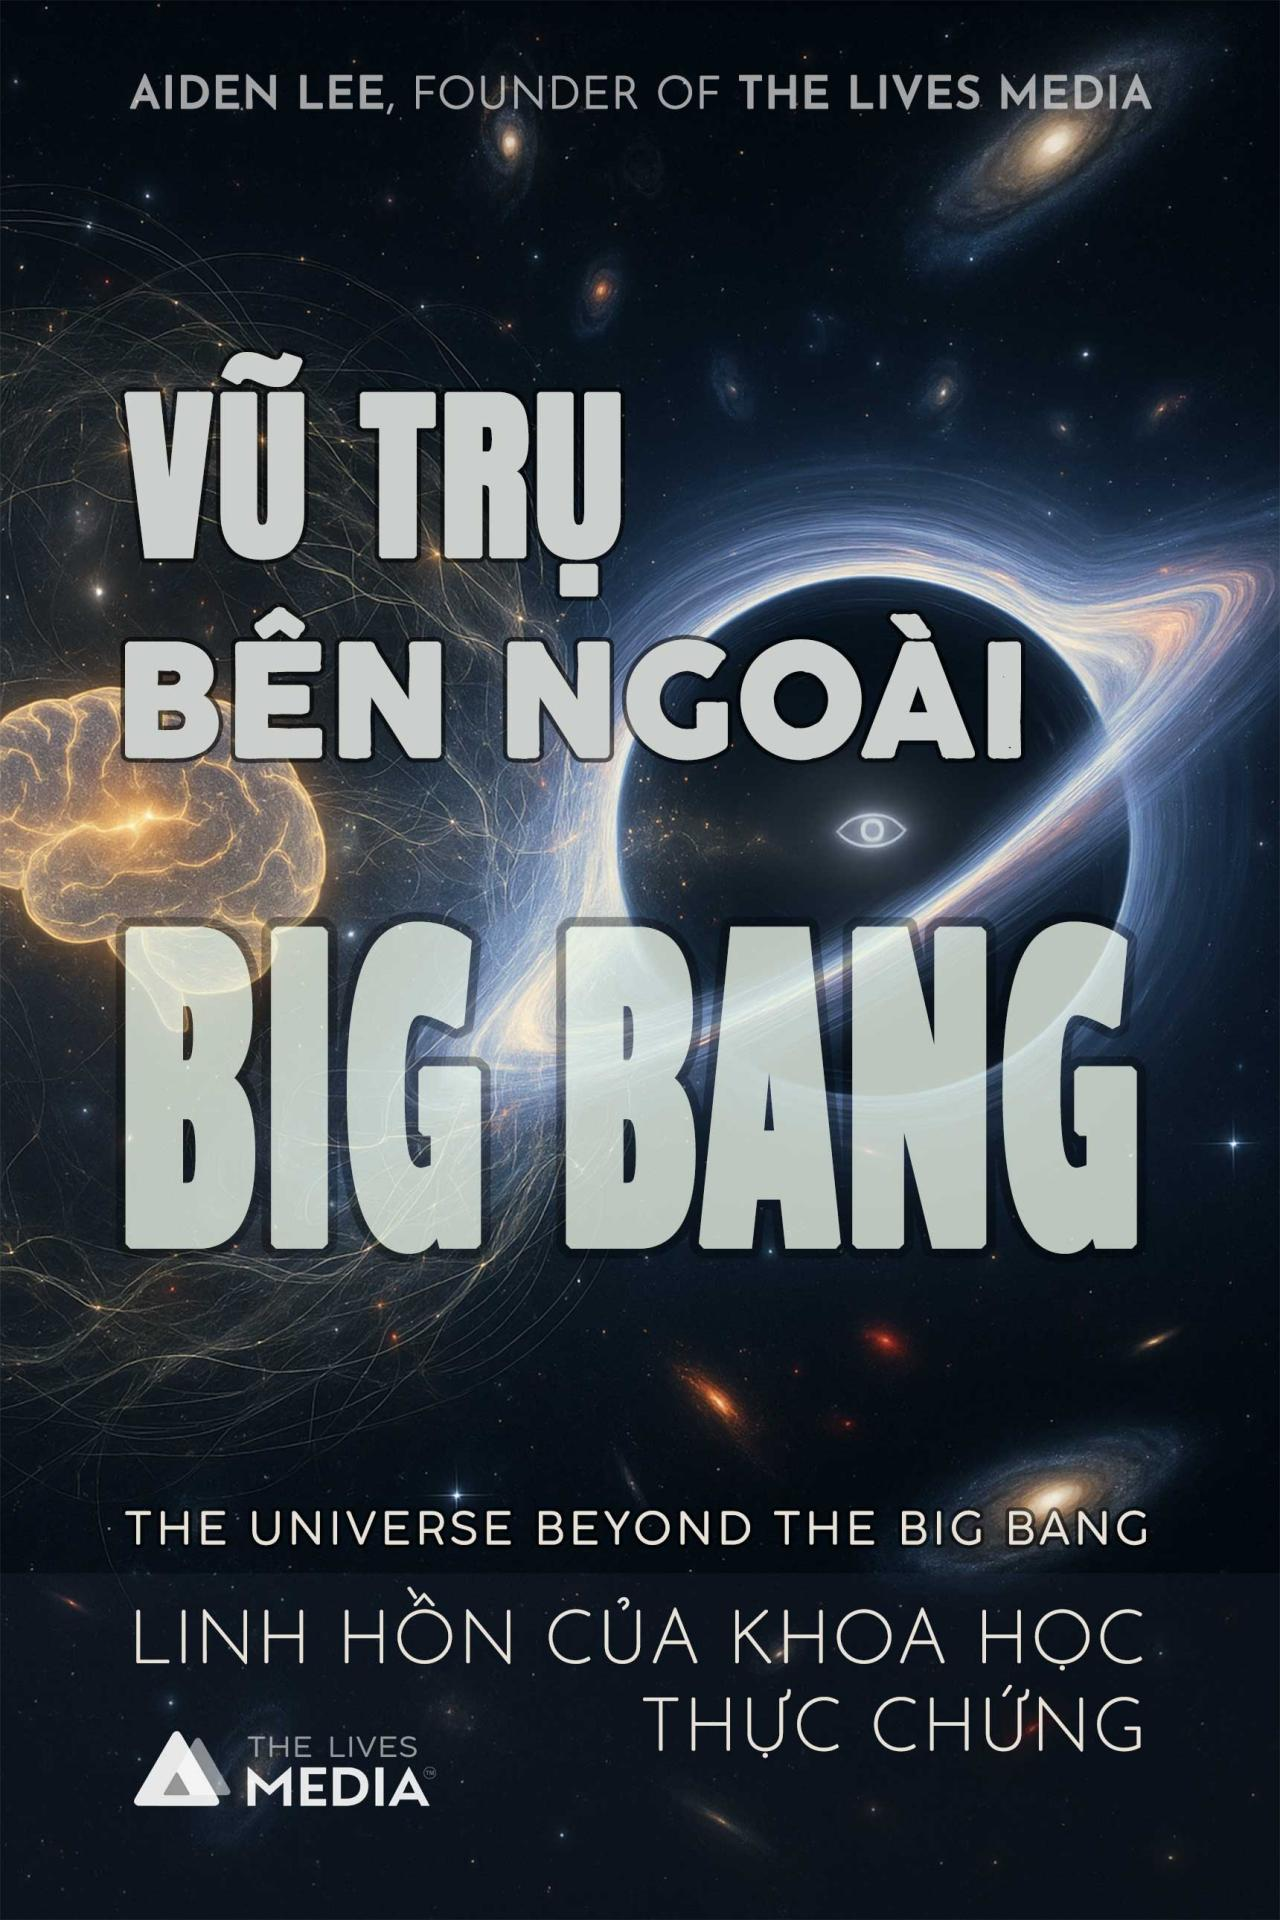 AIDEN LEE, FOUNDER OF THE LIVES MEDIA
VŨ TRỤ
BÊN NGOÀI
BIG BANG
THE UNIVERSE BEYOND THE BIG BANG
LINH HỒN CỦA KHOA HỌC
THỰC CHỨNG
THE LIVES
MEDIA™